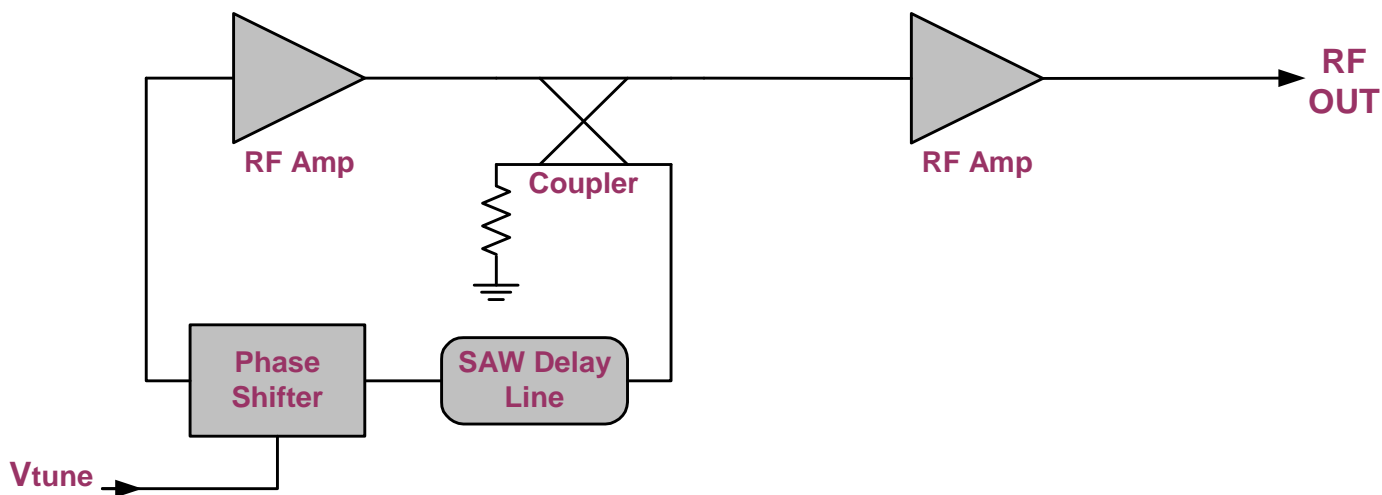 RF
OUT
RF Amp
RF Amp
Coupler
Phase
Shifter
SAW Delay
Line
Vtune